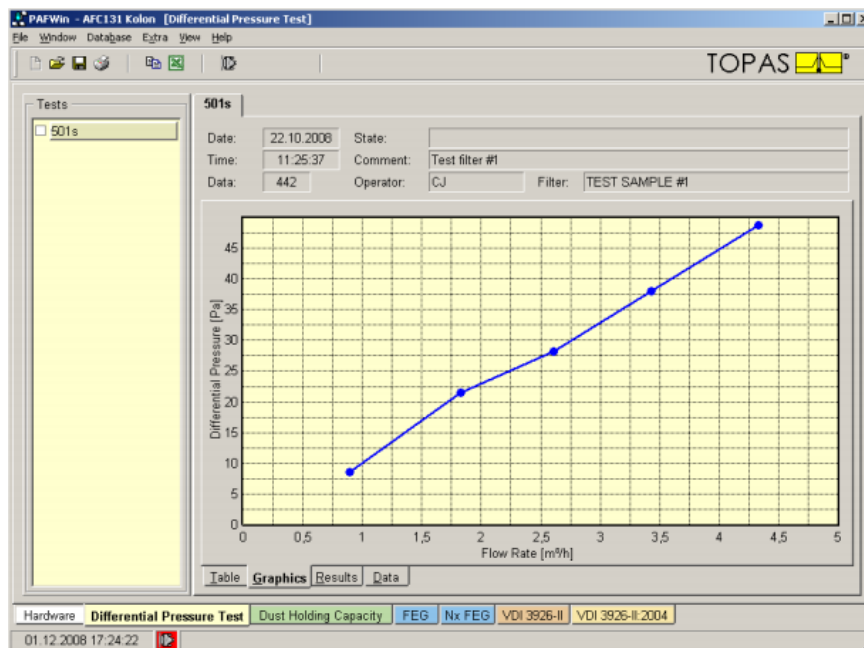 PAFWin - AFC131 Kolon [Differential Pressure Test]
File Window Database Extra View Help
TOPAS
Tests
501s
501s
Date: 22.10.2008 State:
Time: 11:25:37 Comment: Test filter #1
Data: 442 Operator: CJ Filter: TEST SAMPLE #1
Differential Pressure [Pa]
45
40
35
30
25
20
15
10
5
0
0 0,5 1 1,5 2 2,5 3 3,5 4 4,5 5
Flow Rate [m³/h]
Table Graphics Results Data
Hardware Differential Pressure Test Dust Holding Capacity FEG Nx FEG VDI 3926-II VDI 3926-II:2004
01.12.2008 17:24:22